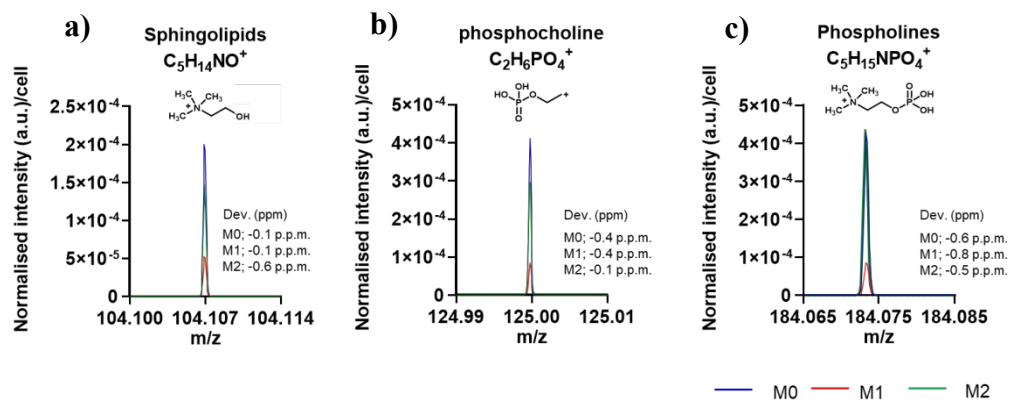 a)
Sphingolipids
C₅H₁₄NO⁺
H₃C CH₃
N⁺
H₃C
OH
Normalised intensity (a.u.)/cell
2.5×10⁻⁴
2×10⁻⁴
1.5×10⁻⁴
1×10⁻⁴
5×10⁻⁵
0
Dev. (ppm)
M0; -0.1 p.p.m.
M1; -0.1 p.p.m.
M2; -0.6 p.p.m.
104.100 104.107 104.114
m/z
b)
phosphocholine
C₂H₆PO₄⁺
OH
HO P O +
O
Normalised intensity (a.u.)/cell
5×10⁻⁴
4×10⁻⁴
3×10⁻⁴
2×10⁻⁴
1×10⁻⁴
0
Dev. (ppm)
M0; -0.4 p.p.m.
M1; -0.4 p.p.m.
M2; -0.1 p.p.m.
124.99 125.00 125.01
m/z
c)
Phospholines
C₅H₁₅NPO₄⁺
H₃C CH₃ O
N⁺ P OH
H₃C O OH
Normalised intensity (a.u.)/cell
5×10⁻⁴
4×10⁻⁴
3×10⁻⁴
2×10⁻⁴
1×10⁻⁴
0
Dev. (ppm)
M0; -0.6 p.p.m.
M1; -0.8 p.p.m.
M2; -0.5 p.p.m.
184.065 184.075 184.085
m/z
M0 M1 M2